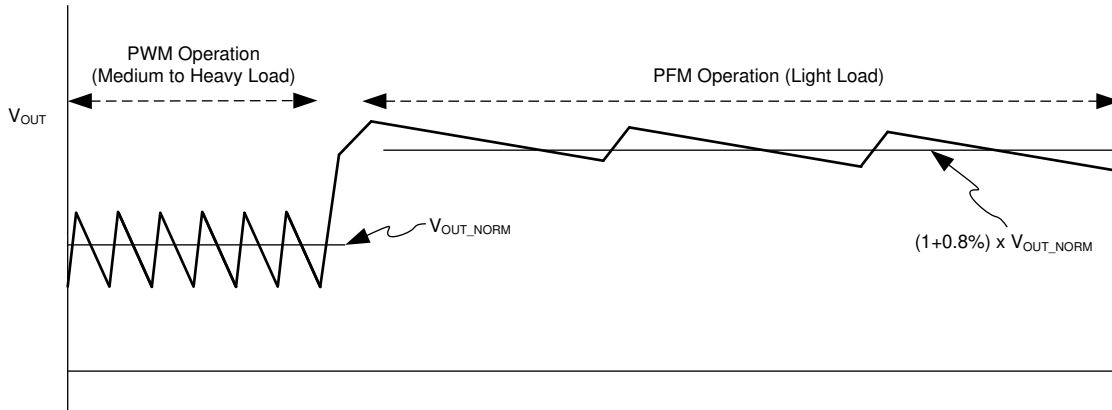 PWM Operation
(Medium to Heavy Load)
PFM Operation (Light Load)
VOUT
VOUT_NORM
(1+0.8%) x VOUT_NORM